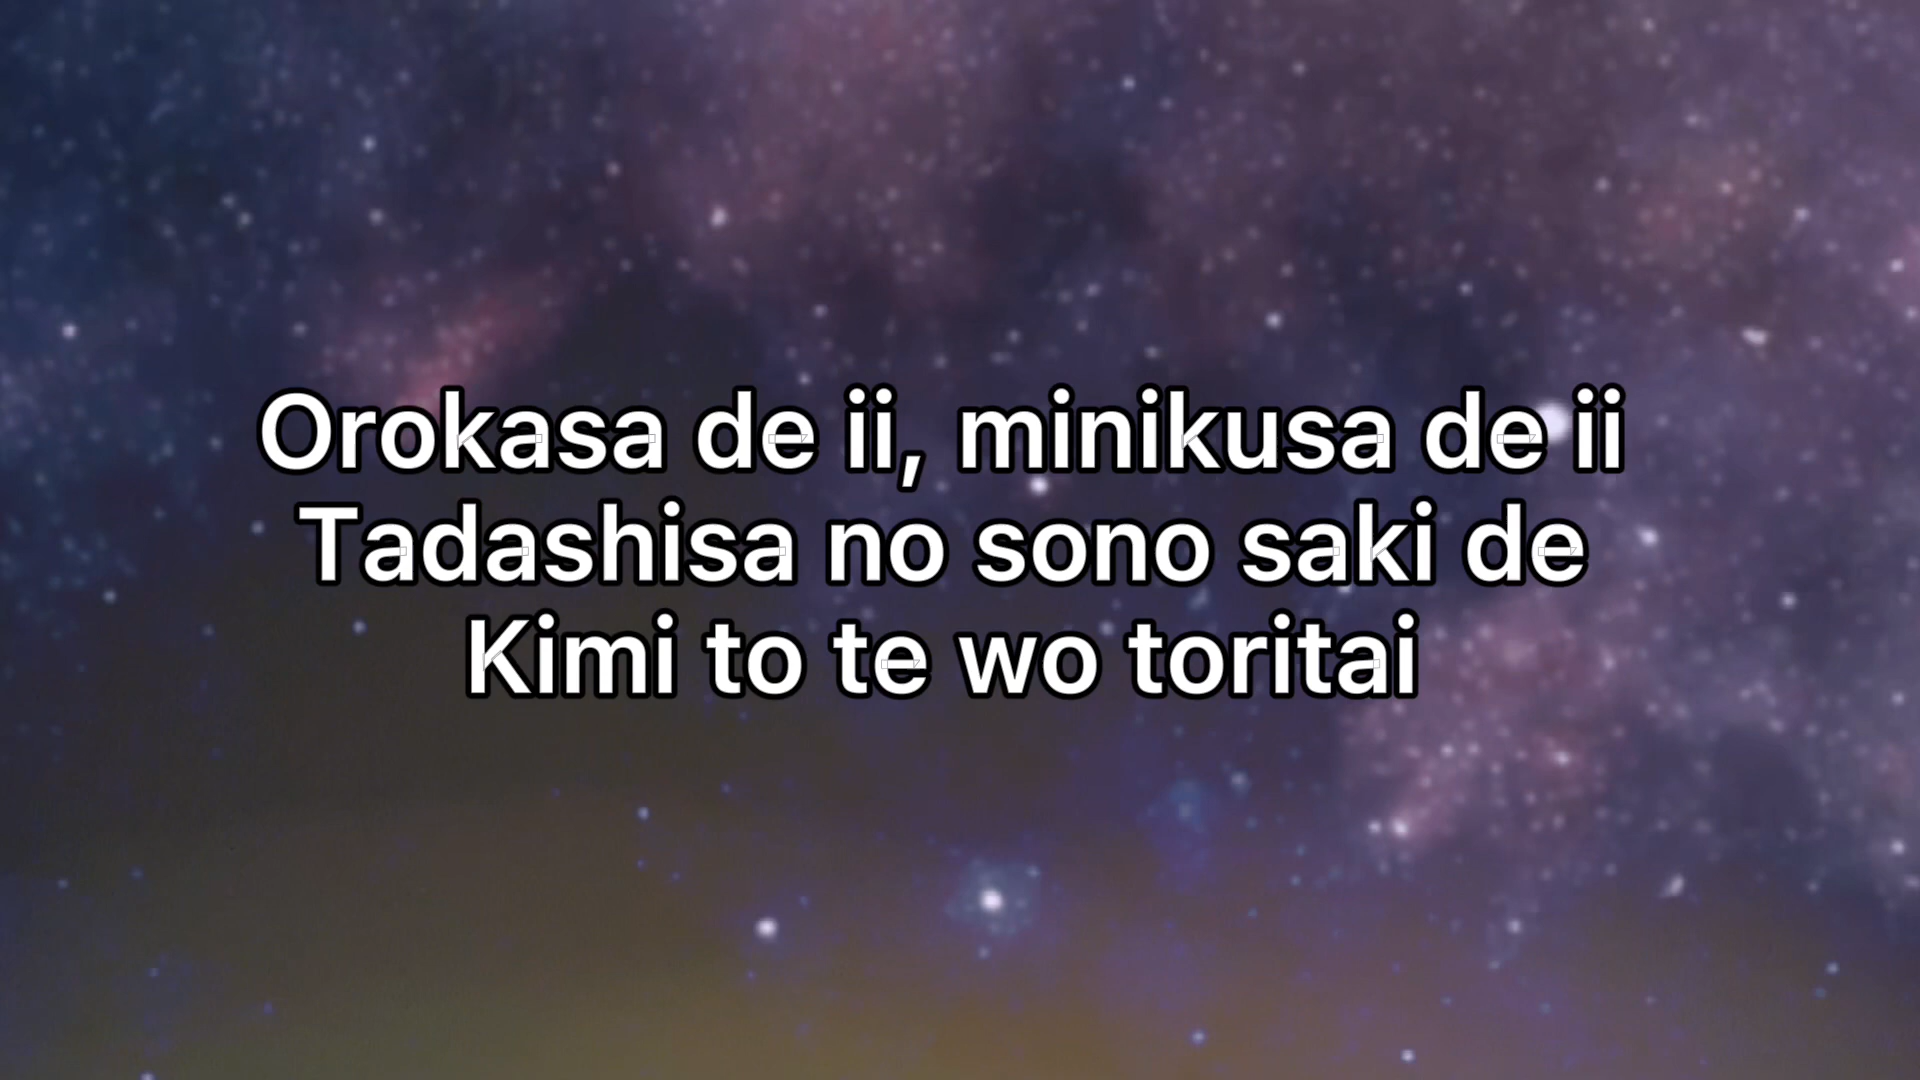 Orokasa de ii, minikusa de ii
Tadashisa no sono saki de
Kimi to te wo toritai